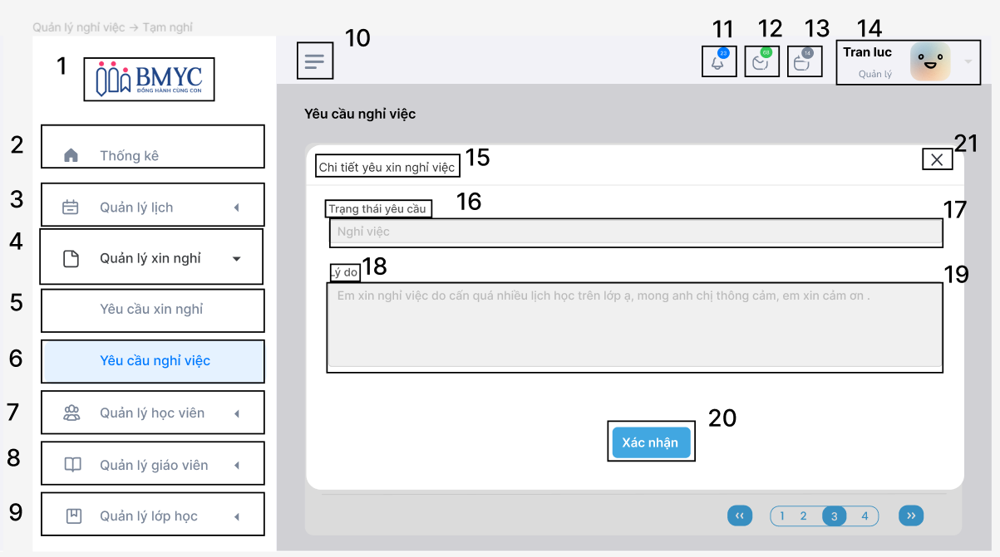 Quản lý nghỉ việc → Tạm nghỉ
1
BMYC
ĐỒNG HÀNH CÙNG CON
2
Thống kê
3
Quản lý lịch
4
Quản lý xin nghỉ
5
Yêu cầu xin nghỉ
6
Yêu cầu nghỉ việc
7
Quản lý học viên
8
Quản lý giáo viên
9
Quản lý lớp học
10
11
23
12
68
13
14
14
Tran luc
Quản lý
Yêu cầu nghỉ việc
Chi tiết yêu xin nghỉ việc
15
21
Trạng thái yêu cầu
16
Nghỉ việc
17
Lý do
18
Em xin nghỉ việc do cấn quá nhiều lịch học trên lớp ạ, mong anh chị thông cảm, em xin cảm ơn .
19
Xác nhận
20
‹‹ 1 2 3 4 ››